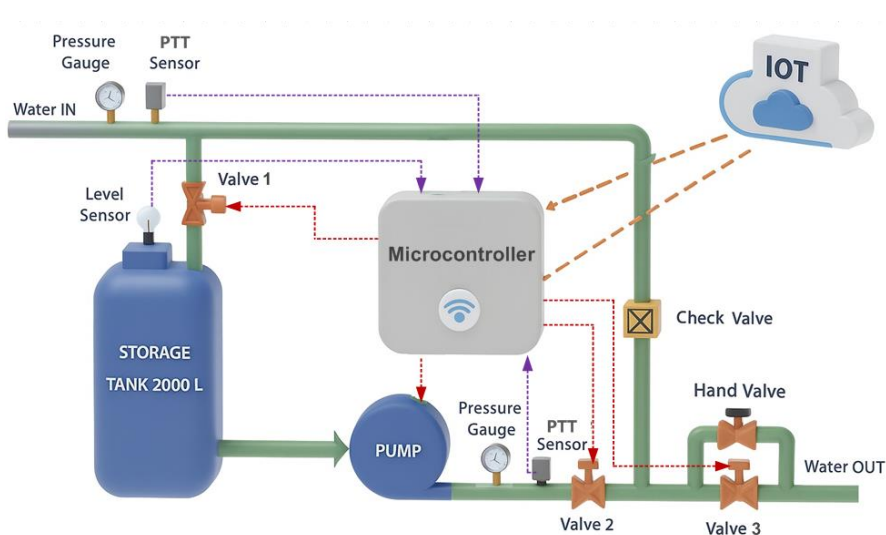 Pressure
Gauge
PTT
Sensor
IOT
Water IN
Level
Sensor
Valve 1
Microcontroller
STORAGE
TANK 2000 L
Check Valve
PUMP
Pressure
Gauge
PTT
Sensor
Hand Valve
Water OUT
Valve 2
Valve 3